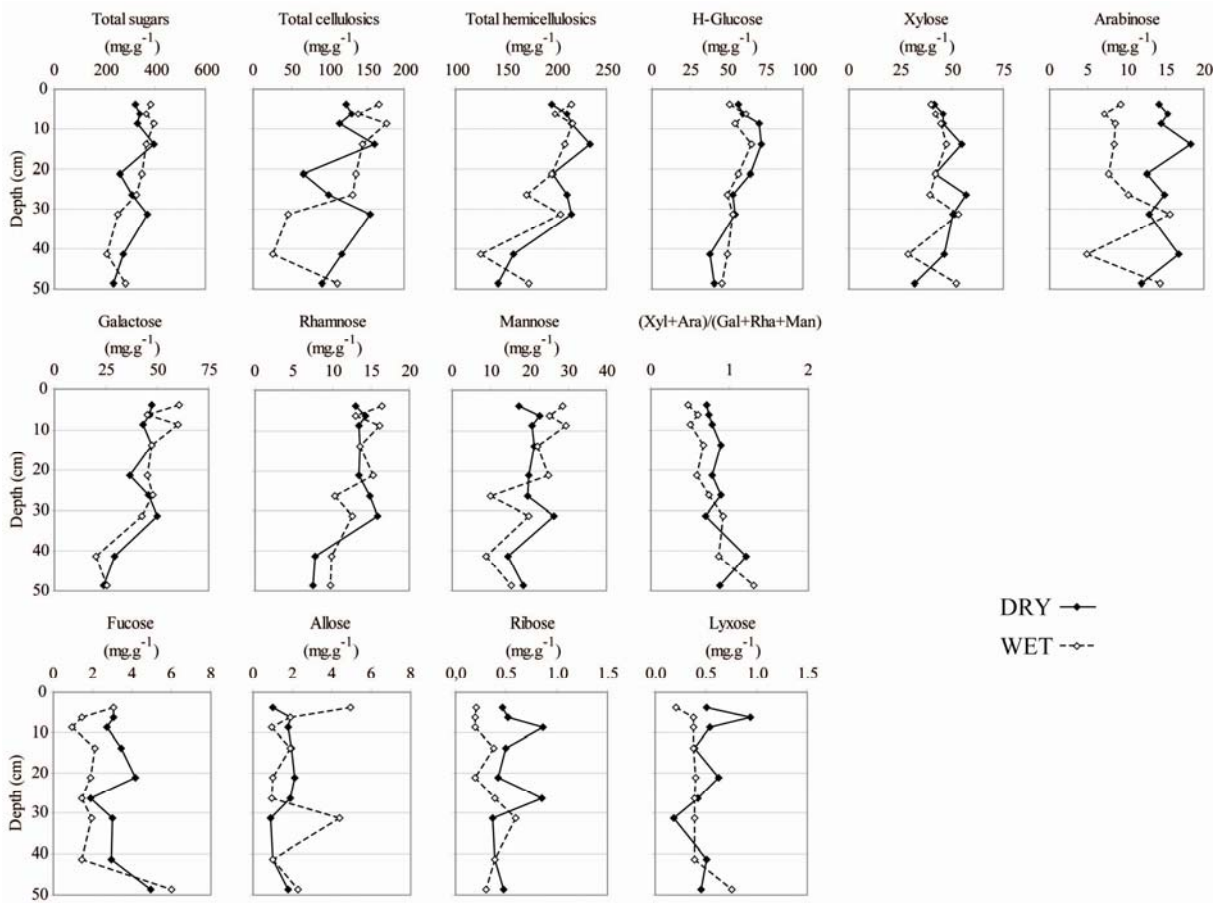 Total sugars Total cellulosics Total hemicellulosics H-Glucose Xylose Arabinose
(mg.g-1) (mg.g-1) (mg.g-1) (mg.g-1) (mg.g-1) (mg.g-1)
0 200 400 600 0 50 100 150 200 100 150 200 250 0 25 50 75 100 0 25 50 75 0 5 10 15 20
0
10
20
30
40
50
Depth (cm)
Galactose Rhamnose Mannose (Xyl+Ara)/(Gal+Rha+Man)
(mg.g-1) (mg.g-1) (mg.g-1)
0 25 50 75 0 5 10 15 20 0 10 20 30 40 0 1 2
0
10
20
30
40
50
Depth (cm)
DRY
WET
Fucose Allose Ribose Lyxose
(mg.g-1) (mg.g-1) (mg.g-1) (mg.g-1)
0 2 4 6 8 0 2 4 6 8 0,0 0.5 1.0 1.5 0.0 0.5 1.0 1.5
0
10
20
30
40
50
Depth (cm)